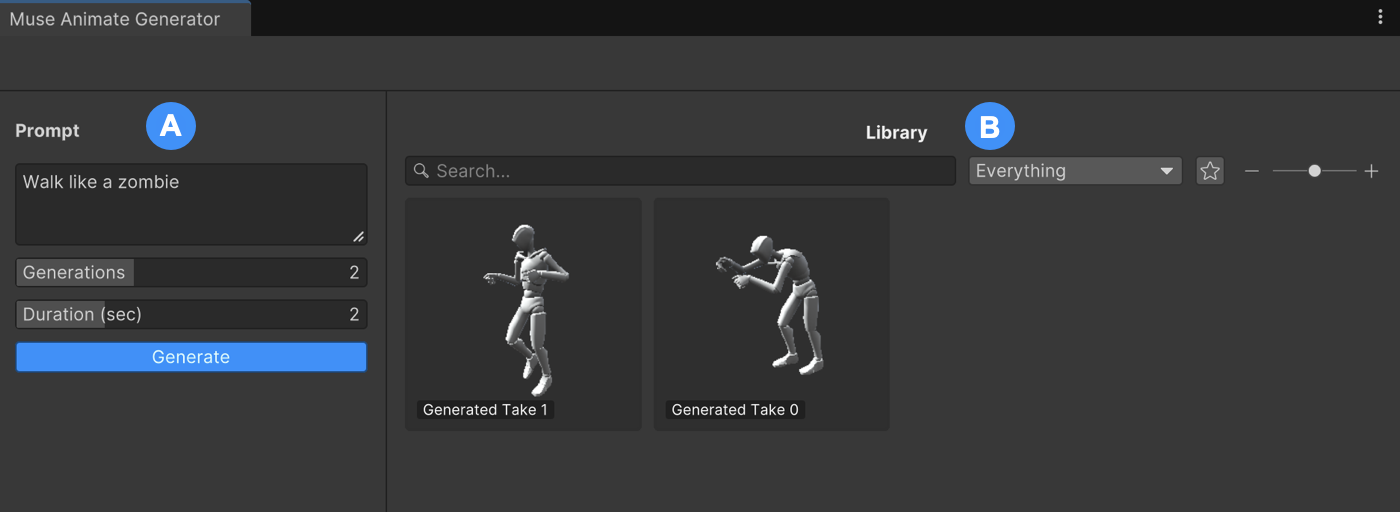 Muse Animate Generator
Prompt
A
Walk like a zombie
Generations 2
Duration (sec) 2
Generate
Library
B
Search...
Everything
Generated Take 1
Generated Take 0